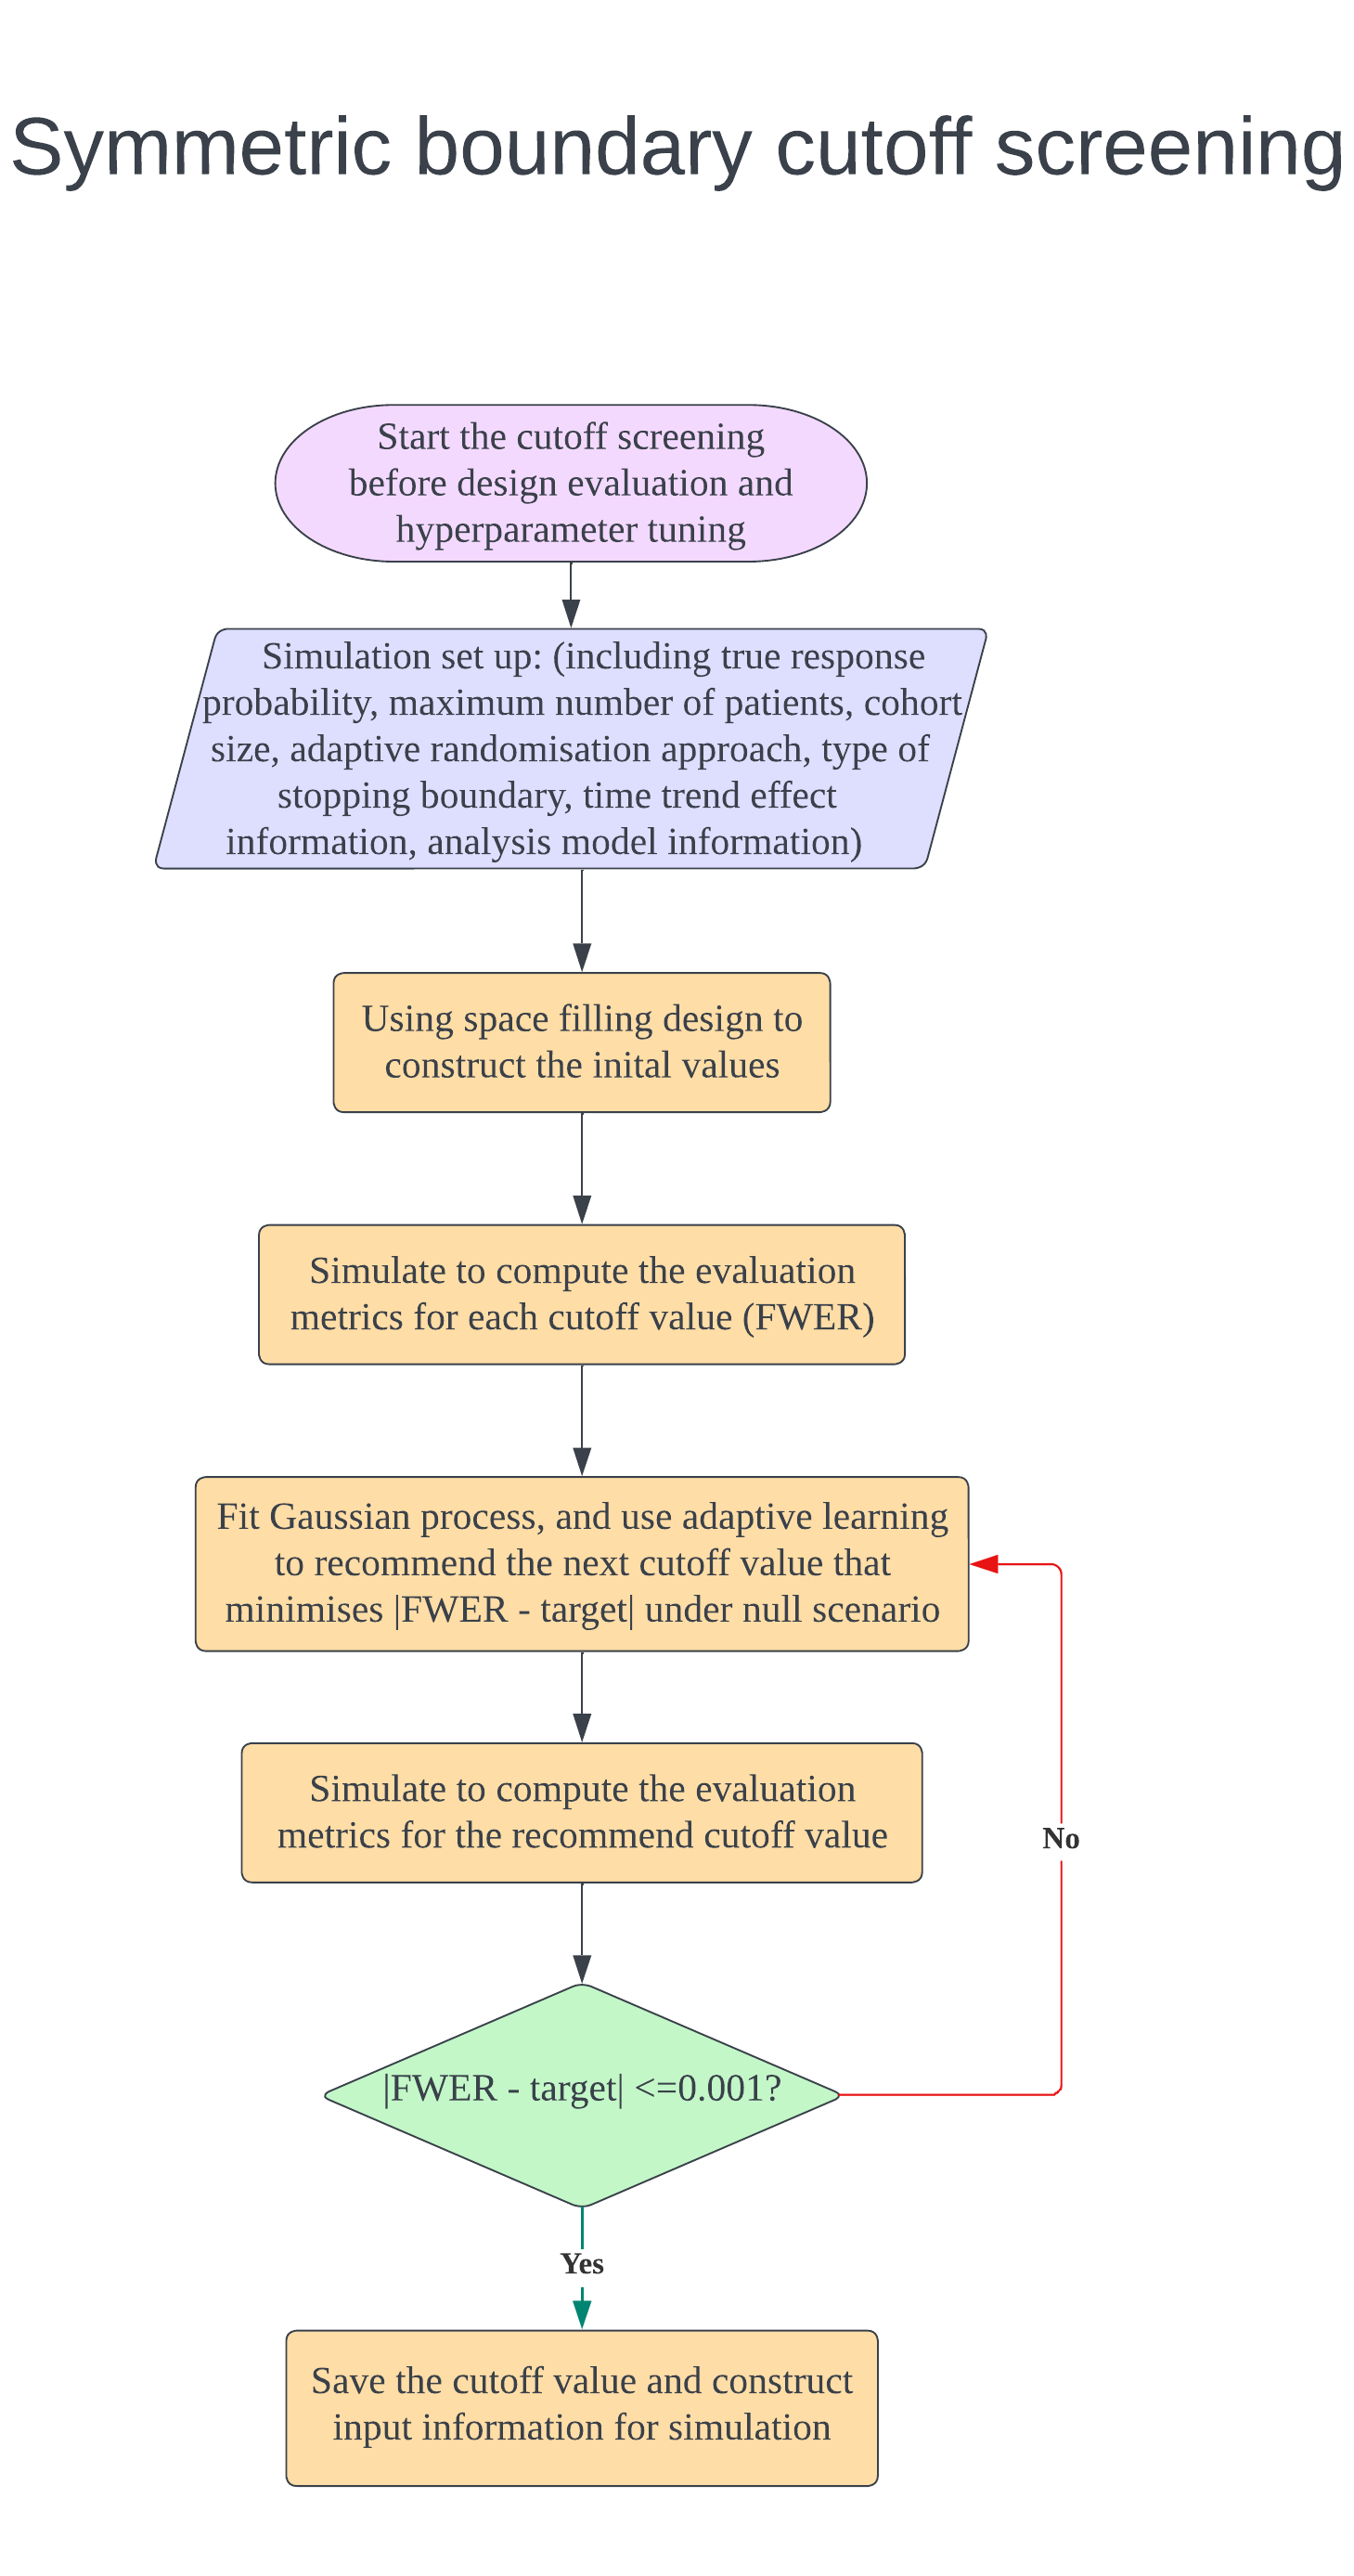 Symmetric boundary cutoff screening
Start the cutoff screening
before design evaluation and
hyperparameter tuning
Simulation set up: (including true response
probability, maximum number of patients, cohort
size, adaptive randomisation approach, type of
stopping boundary, time trend effect
information, analysis model information)
Using space filling design to
construct the inital values
Simulate to compute the evaluation
metrics for each cutoff value (FWER)
Fit Gaussian process, and use adaptive learning
to recommend the next cutoff value that
minimises |FWER - target| under null scenario
Simulate to compute the evaluation
metrics for the recommend cutoff value
No
|FWER - target| <=0.001?
Yes
Save the cutoff value and construct
input information for simulation